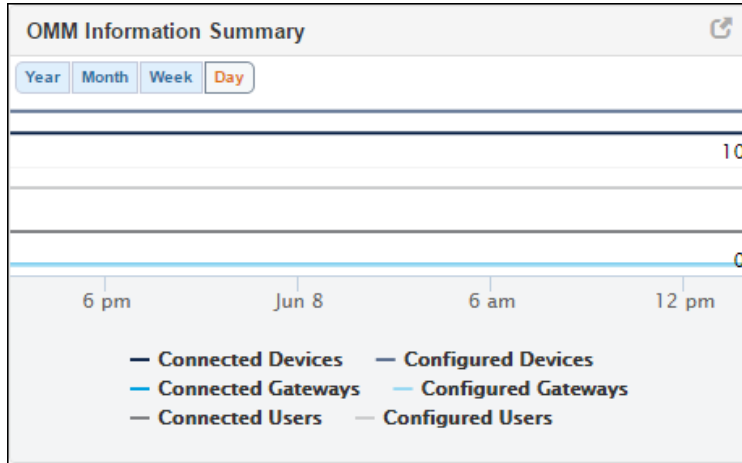 OMM Information Summary
Year Month Week Day
10
0
6 pm Jun 8 6 am 12 pm
Connected Devices Configured Devices
Connected Gateways Configured Gateways
Connected Users Configured Users